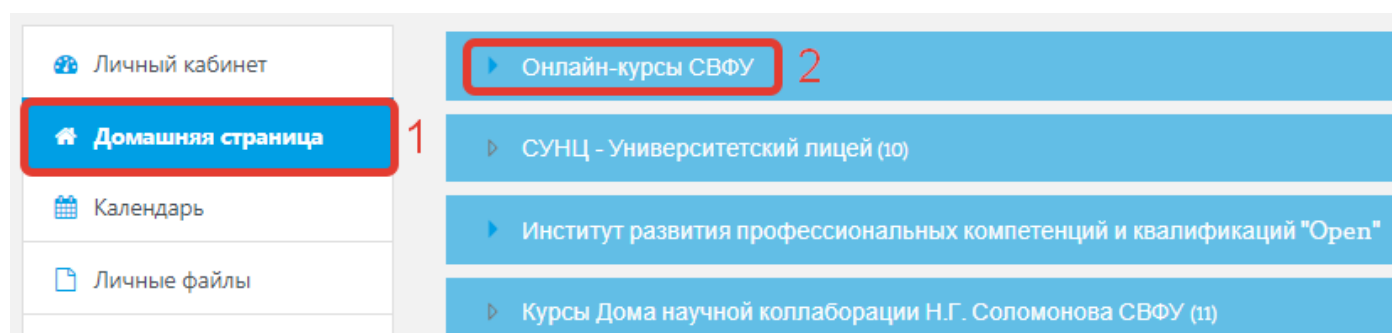 Личный кабинет
Домашняя страница
1
Календарь
Личные файлы
Онлайн-курсы СВФУ
2
СУНЦ - Университетский лицей (10)
Институт развития профессиональных компетенций и квалификаций "Open"
Курсы Дома научной коллаборации Н.Г. Соломонова СВФУ (11)